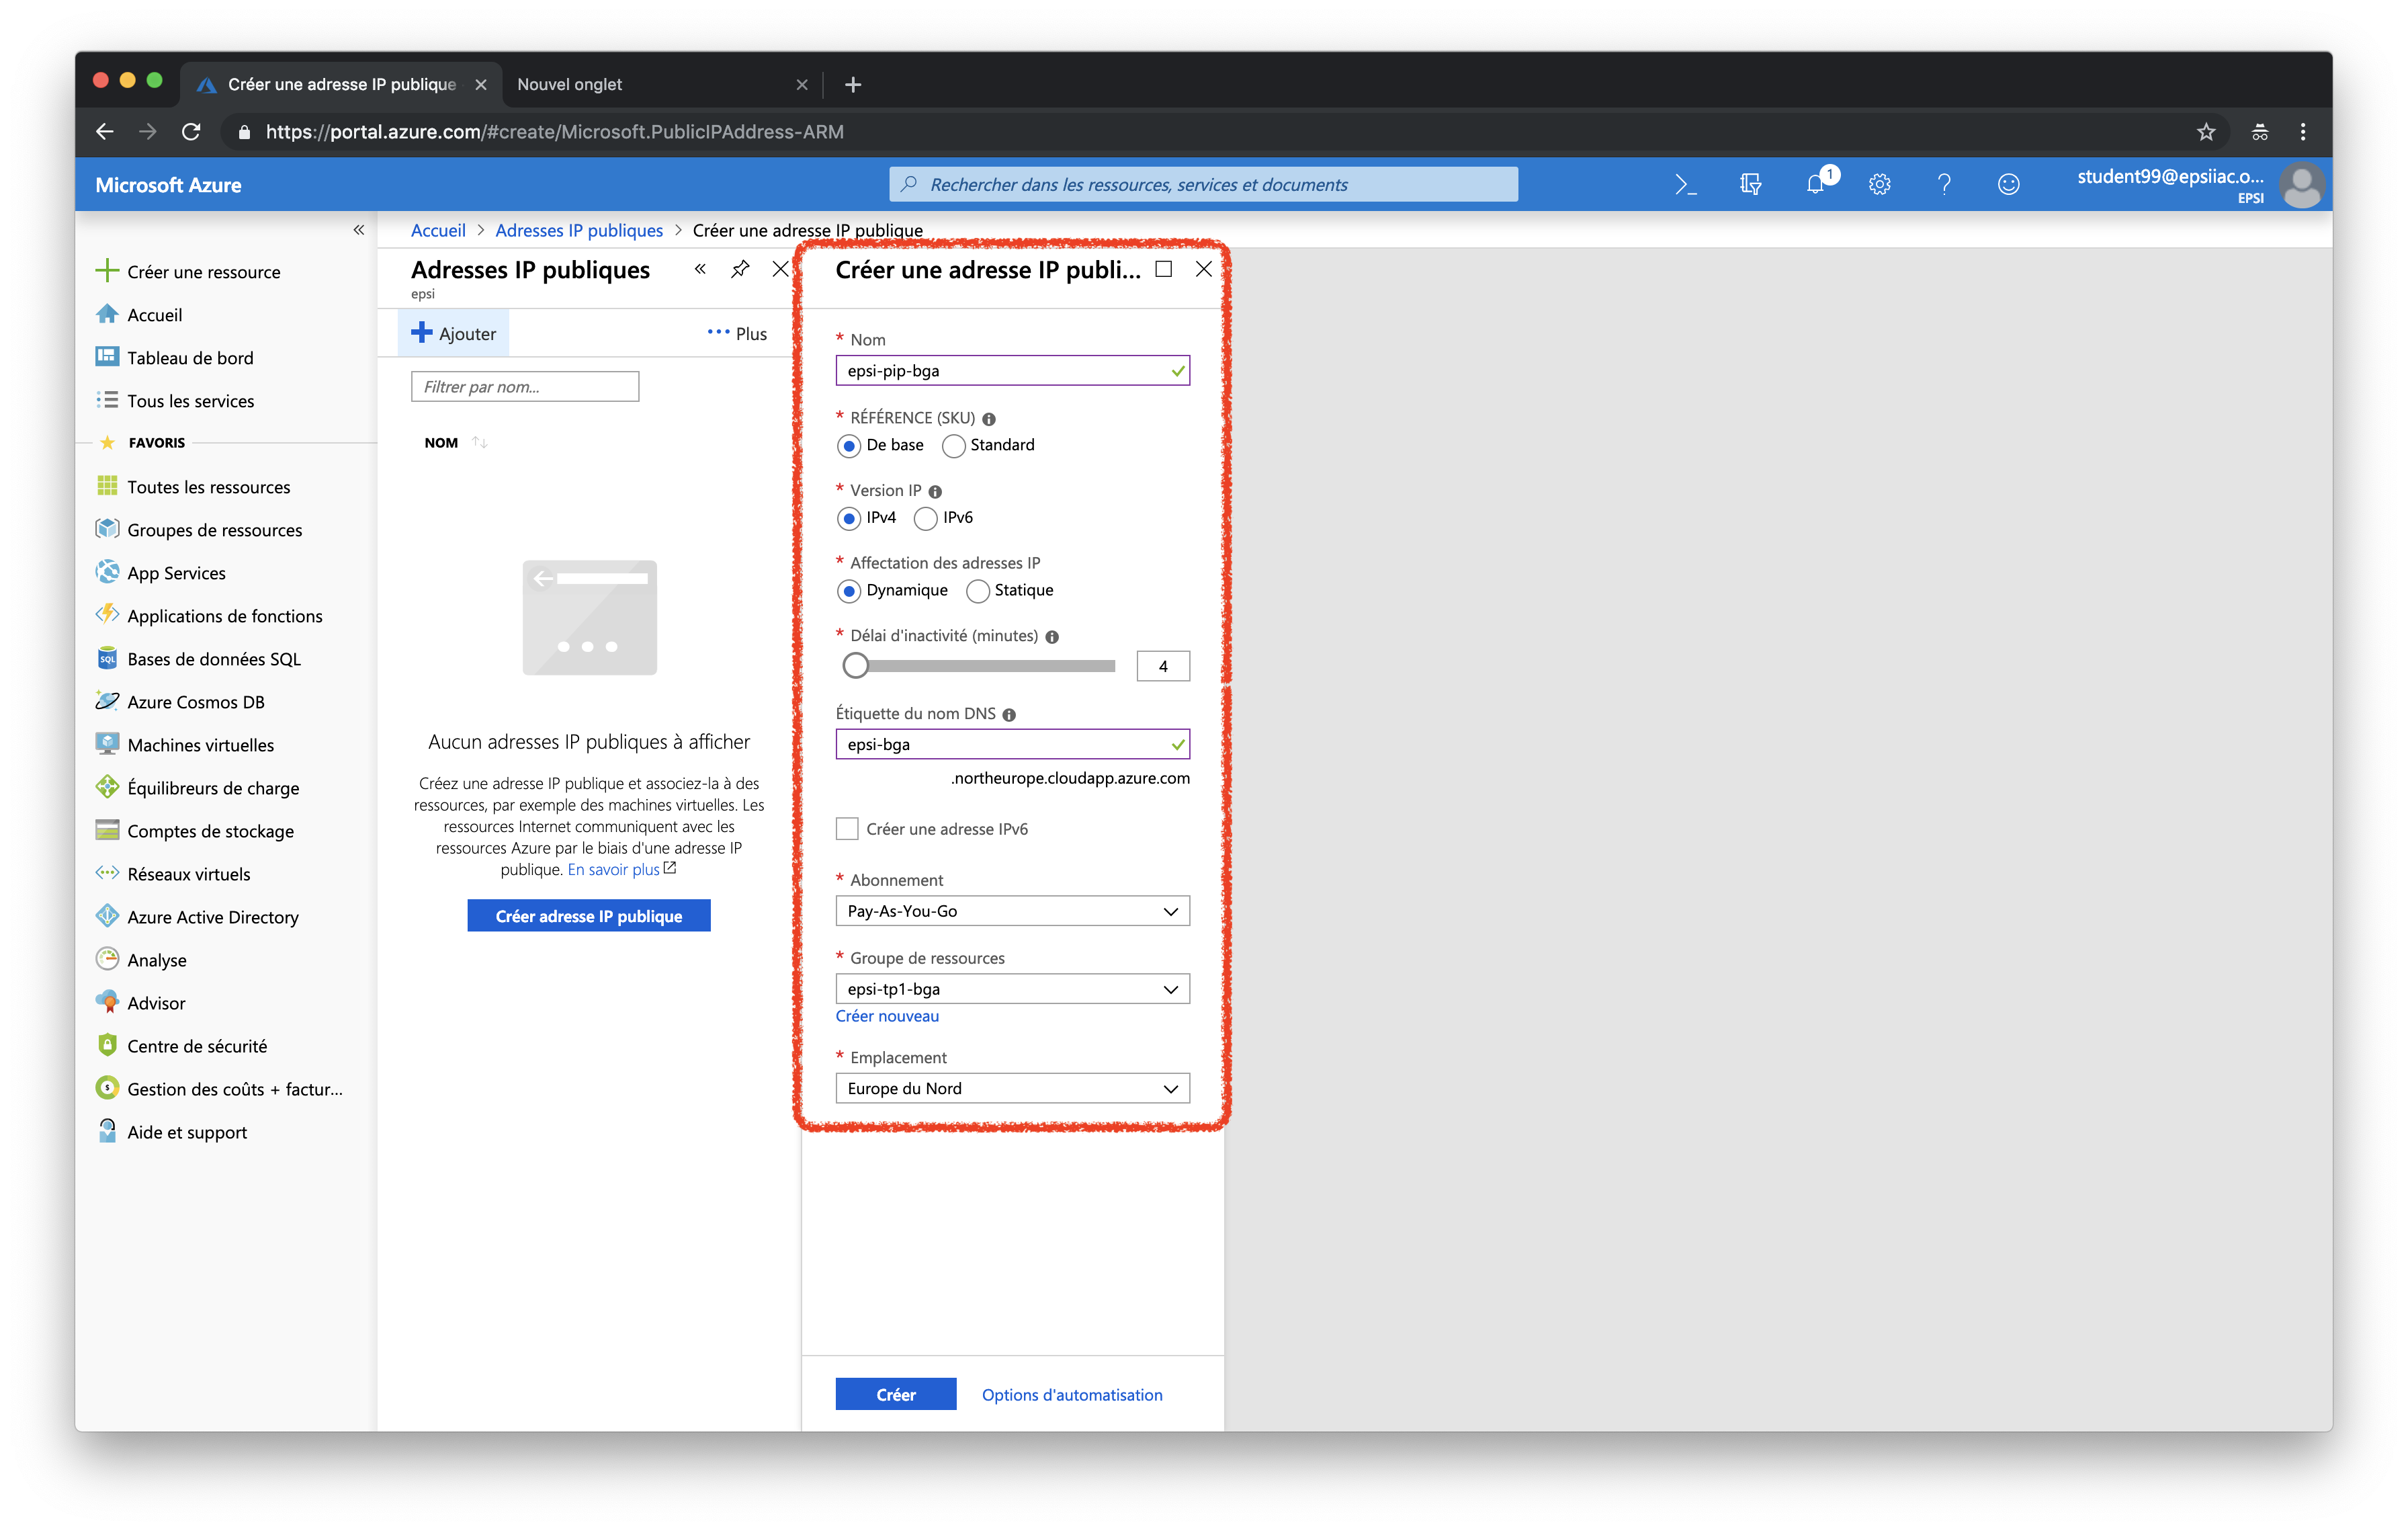 Créer une adresse IP publique
Nouvel onglet
https://portal.azure.com/#create/Microsoft.PublicIPAddress-ARM
Microsoft Azure
Rechercher dans les ressources, services et documents
1
student99@epsiiac.o...
EPSI
Créer une ressource
Accueil
Tableau de bord
Tous les services
FAVORIS
Toutes les ressources
Groupes de ressources
App Services
Applications de fonctions
SQL
Bases de données SQL
Azure Cosmos DB
Machines virtuelles
Équilibreurs de charge
Comptes de stockage
Réseaux virtuels
Azure Active Directory
Analyse
Advisor
Centre de sécurité
Gestion des coûts + factur...
Aide et support
Accueil > Adresses IP publiques > Créer une adresse IP publique
Adresses IP publiques
epsi
Ajouter
Plus
Filtrer par nom...
NOM
Aucun adresses IP publiques à afficher
Créez une adresse IP publique et associez-la à des
ressources, par exemple des machines virtuelles. Les
ressources Internet communiquent avec les
ressources Azure par le biais d'une adresse IP
publique. En savoir plus
Créer adresse IP publique
Créer une adresse IP publi...
* Nom
epsi-pip-bga
* RÉFÉRENCE (SKU)
De base Standard
* Version IP
IPv4 IPv6
* Affectation des adresses IP
Dynamique Statique
* Délai d'inactivité (minutes)
4
Étiquette du nom DNS
epsi-bga
.northeurope.cloudapp.azure.com
Créer une adresse IPv6
* Abonnement
Pay-As-You-Go
* Groupe de ressources
epsi-tp1-bga
Créer nouveau
* Emplacement
Europe du Nord
Créer
Options d'automatisation